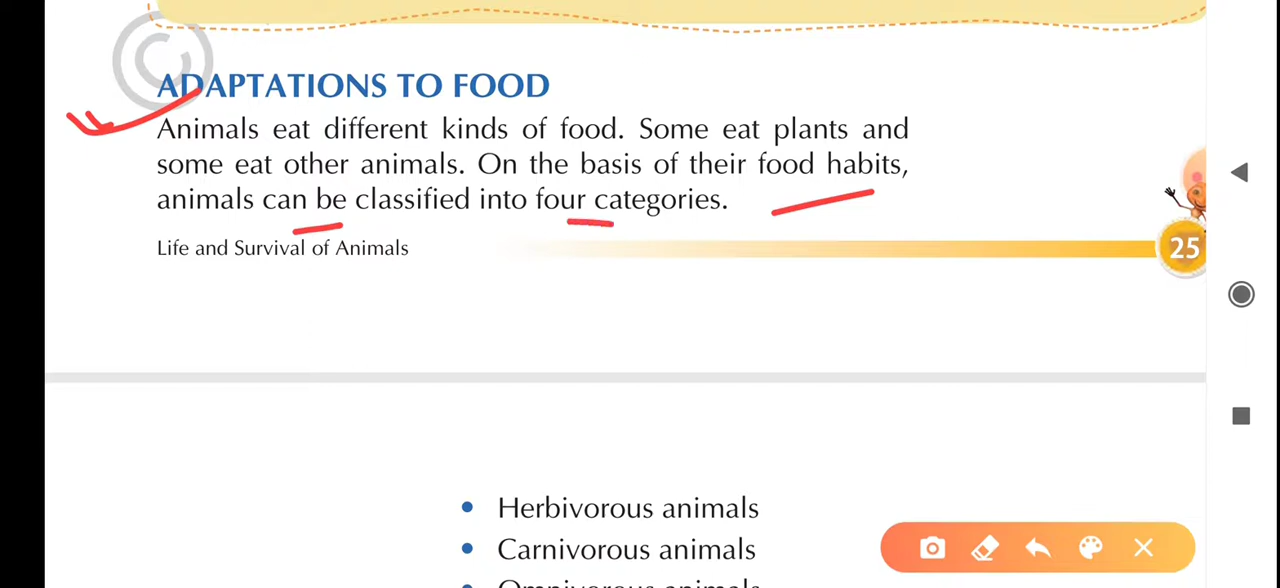 ADAPTATIONS TO FOOD
Animals eat different kinds of food. Some eat plants and
some eat other animals. On the basis of their food habits,
animals can be classified into four categories.
Life and Survival of Animals
25
Herbivorous animals
Carnivorous animals
Omnivorous animals